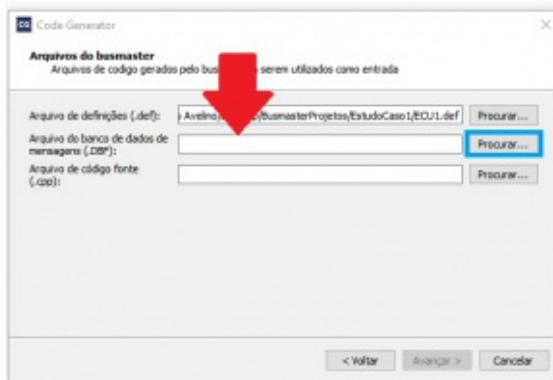 Code Generator
Arquivos do busmaster
Arquivos de codigo gerados pelo serem utilizados como entrada
Arquivo de definições (.def): Avelino /BusmasterProjetos/EstudoCaso1/ECU1.def Procurar...
Arquivo do banco de dados de
mensagens (.DBF): Procurar...
Arquivo de código fonte
(.cpp): Procurar...
< Voltar Avançar > Cancelar